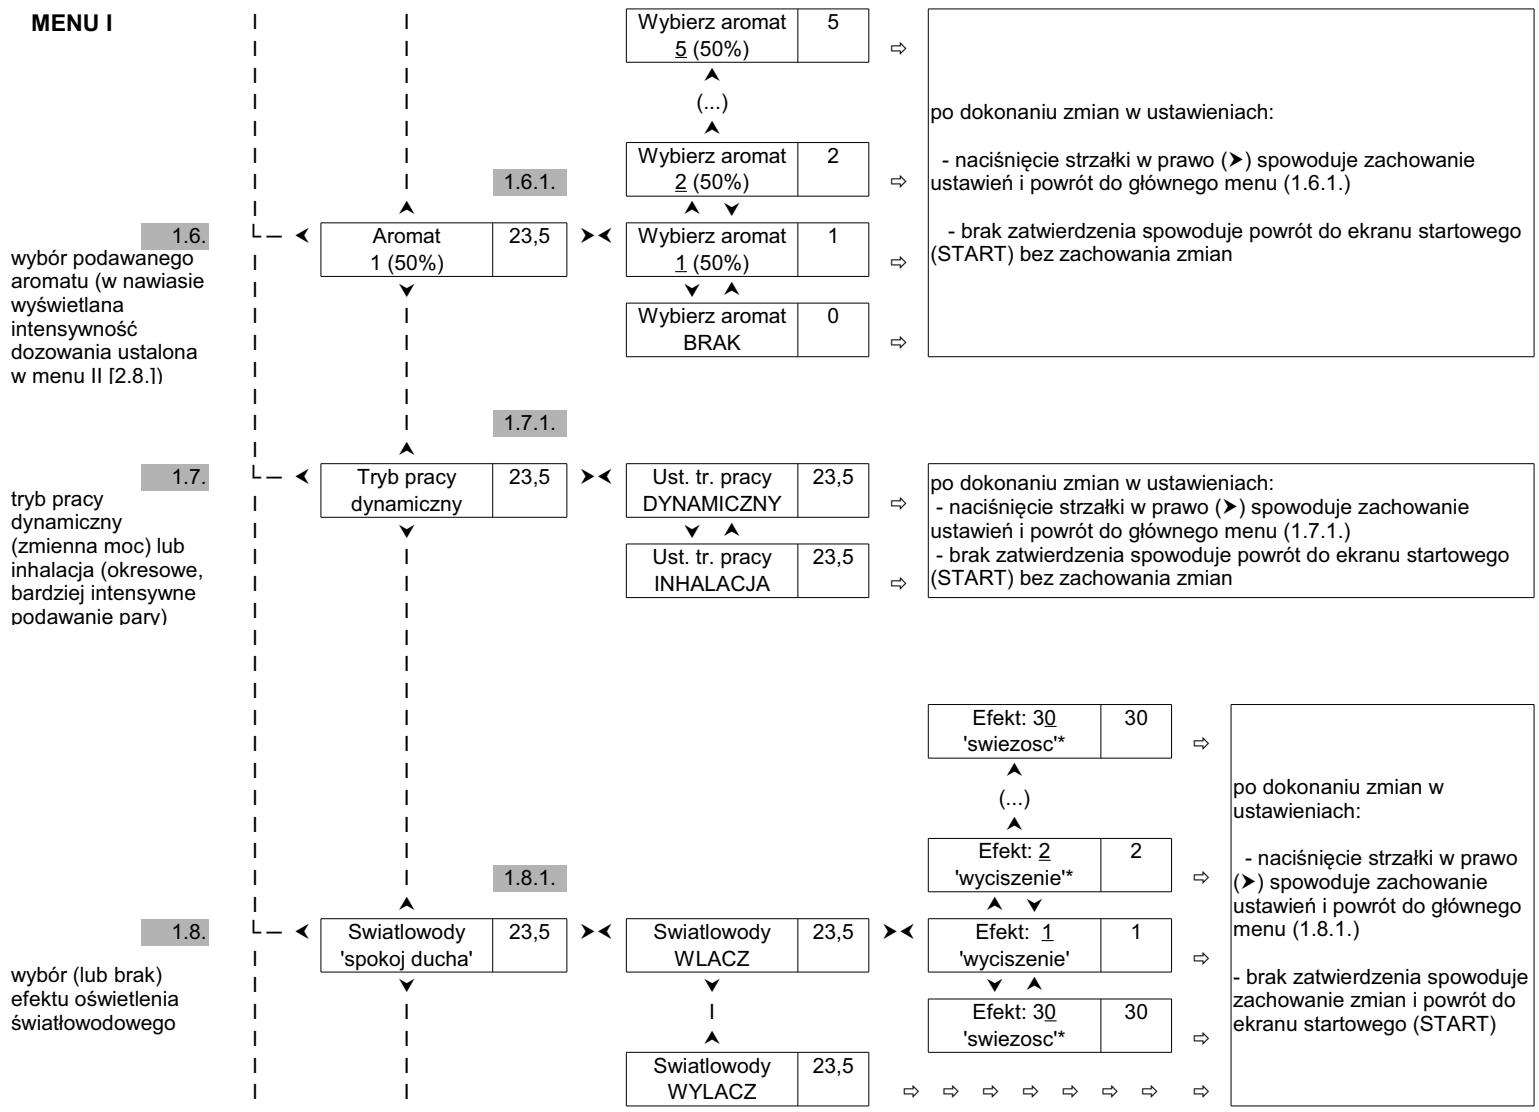 MENU I
Wybierz aromat 5
5 (50%)
(...)
Wybierz aromat 2
2 (50%)
1.6.1.
1.6.
wybór podawanego
aromatu (w nawiasie
wyświetlana
intensywność
dozowania ustalona
w menu II [2.8.])
Aromat 23,5
1 (50%)
Wybierz aromat 1
1 (50%)
Wybierz aromat 0
BRAK
po dokonaniu zmian w ustawieniach:
- naciśnięcie strzałki w prawo (➤) spowoduje zachowanie
ustawień i powrót do głównego menu (1.6.1.)
- brak zatwierdzenia spowoduje powrót do ekranu startowego
(START) bez zachowania zmian
1.7.1.
1.7.
tryb pracy
dynamiczny
(zmienna moc) lub
inhalacja (okresowe,
bardziej intensywne
podawanie pary)
Tryb pracy 23,5
dynamiczny
Ust. tr. pracy 23,5
DYNAMICZNY
Ust. tr. pracy 23,5
INHALACJA
po dokonaniu zmian w ustawieniach:
- naciśnięcie strzałki w prawo (➤) spowoduje zachowanie
ustawień i powrót do głównego menu (1.7.1.)
- brak zatwierdzenia spowoduje powrót do ekranu startowego
(START) bez zachowania zmian
Efekt: 30 30
'swiezosc'*
(...)
Efekt: 2 2
'wyciszenie'*
1.8.1.
1.8.
wybór (lub brak)
efektu oświetlenia
światłowodowego
Swiatlowody 23,5
'spokoj ducha'
Swiatlowody 23,5
WLACZ
Efekt: 1 1
'wyciszenie'
Efekt: 30 30
'swiezosc'*
Swiatlowody 23,5
WYLACZ
po dokonaniu zmian w
ustawieniach:
- naciśnięcie strzałki w prawo
(➤) spowoduje zachowanie
ustawień i powrót do głównego
menu (1.8.1.)
- brak zatwierdzenia spowoduje
zachowanie zmian i powrót do
ekranu startowego (START)